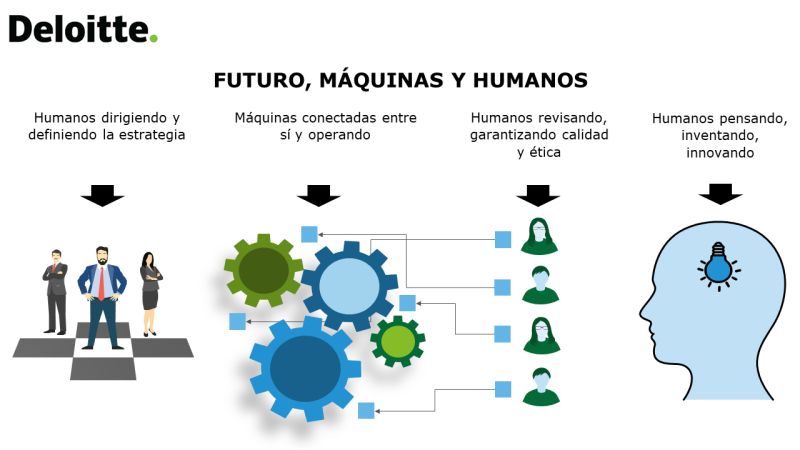 Deloitte.
FUTURO, MÁQUINAS Y HUMANOS
Humanos dirigiendo y
definiendo la estrategia
Máquinas conectadas entre
sí y operando
Humanos revisando,
garantizando calidad
y ética
Humanos pensando,
inventando,
innovando